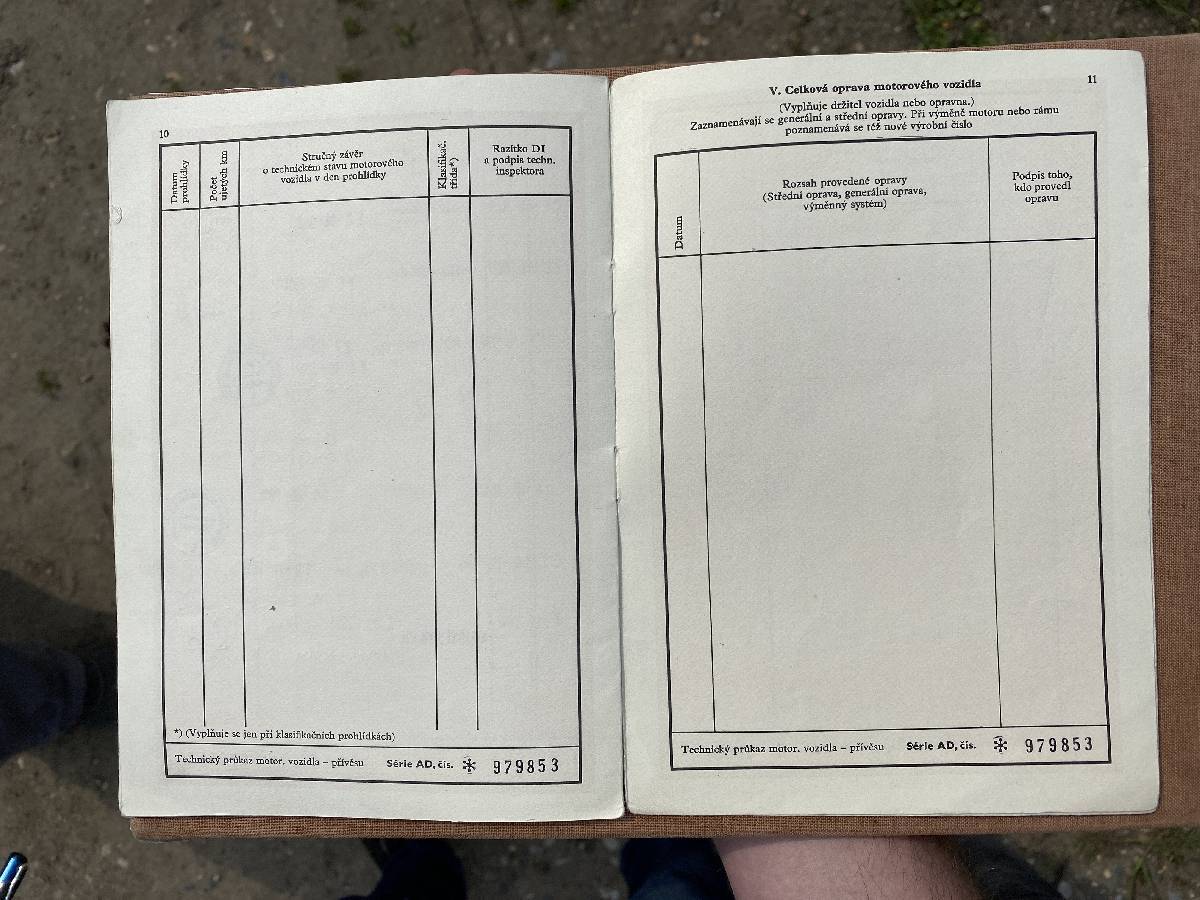 10
Datum
prohlídky
Počet
ujetých km
Stručný závěr
o technickém stavu motorového
vozidla v den prohlídky
Klasifikač.
třída*)
Razítko DI
a podpis techn.
inspektora
*) (Vyplňuje se jen při klasifikačních prohlídkách)
Technický průkaz motor. vozidla – přívěsu Série AD, čís. * 979853
11
V. Celková oprava motorového vozidla
(Vyplňuje držitel vozidla nebo opravna.)
Zaznamenávají se generální a střední opravy. Při výměně motoru nebo rámu
poznamenává se též nové výrobní číslo
Datum
Rozsah provedené opravy
(Střední oprava, generální oprava,
výměnný systém)
Podpis toho,
kdo provedl
opravu
Technický průkaz motor. vozidla – přívěsu Série AD, čís. * 979853